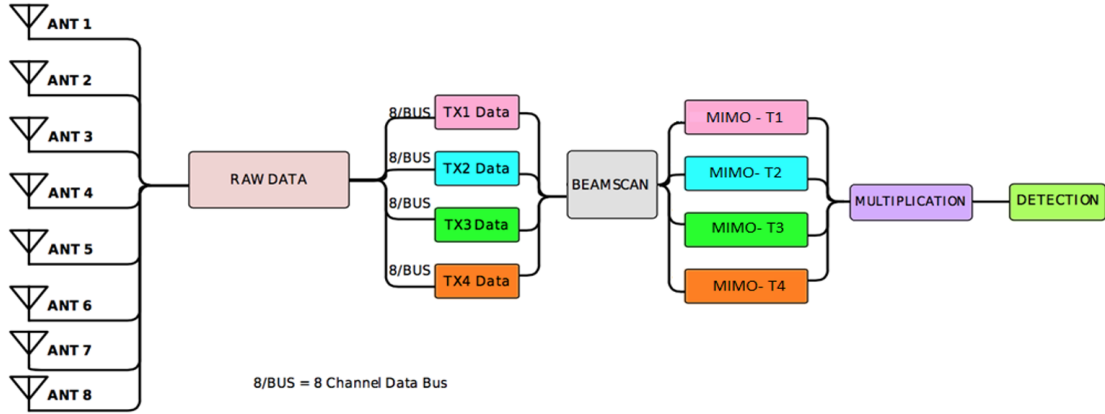 ANT 1
ANT 2
ANT 3
ANT 4
ANT 5
ANT 6
ANT 7
ANT 8
RAW DATA
8/BUS
TX1 Data
8/BUS
TX2 Data
8/BUS
TX3 Data
8/BUS
TX4 Data
BEAMSCAN
MIMO - T1
MIMO- T2
MIMO- T3
MIMO- T4
MULTIPLICATION
DETECTION
8/BUS = 8 Channel Data Bus